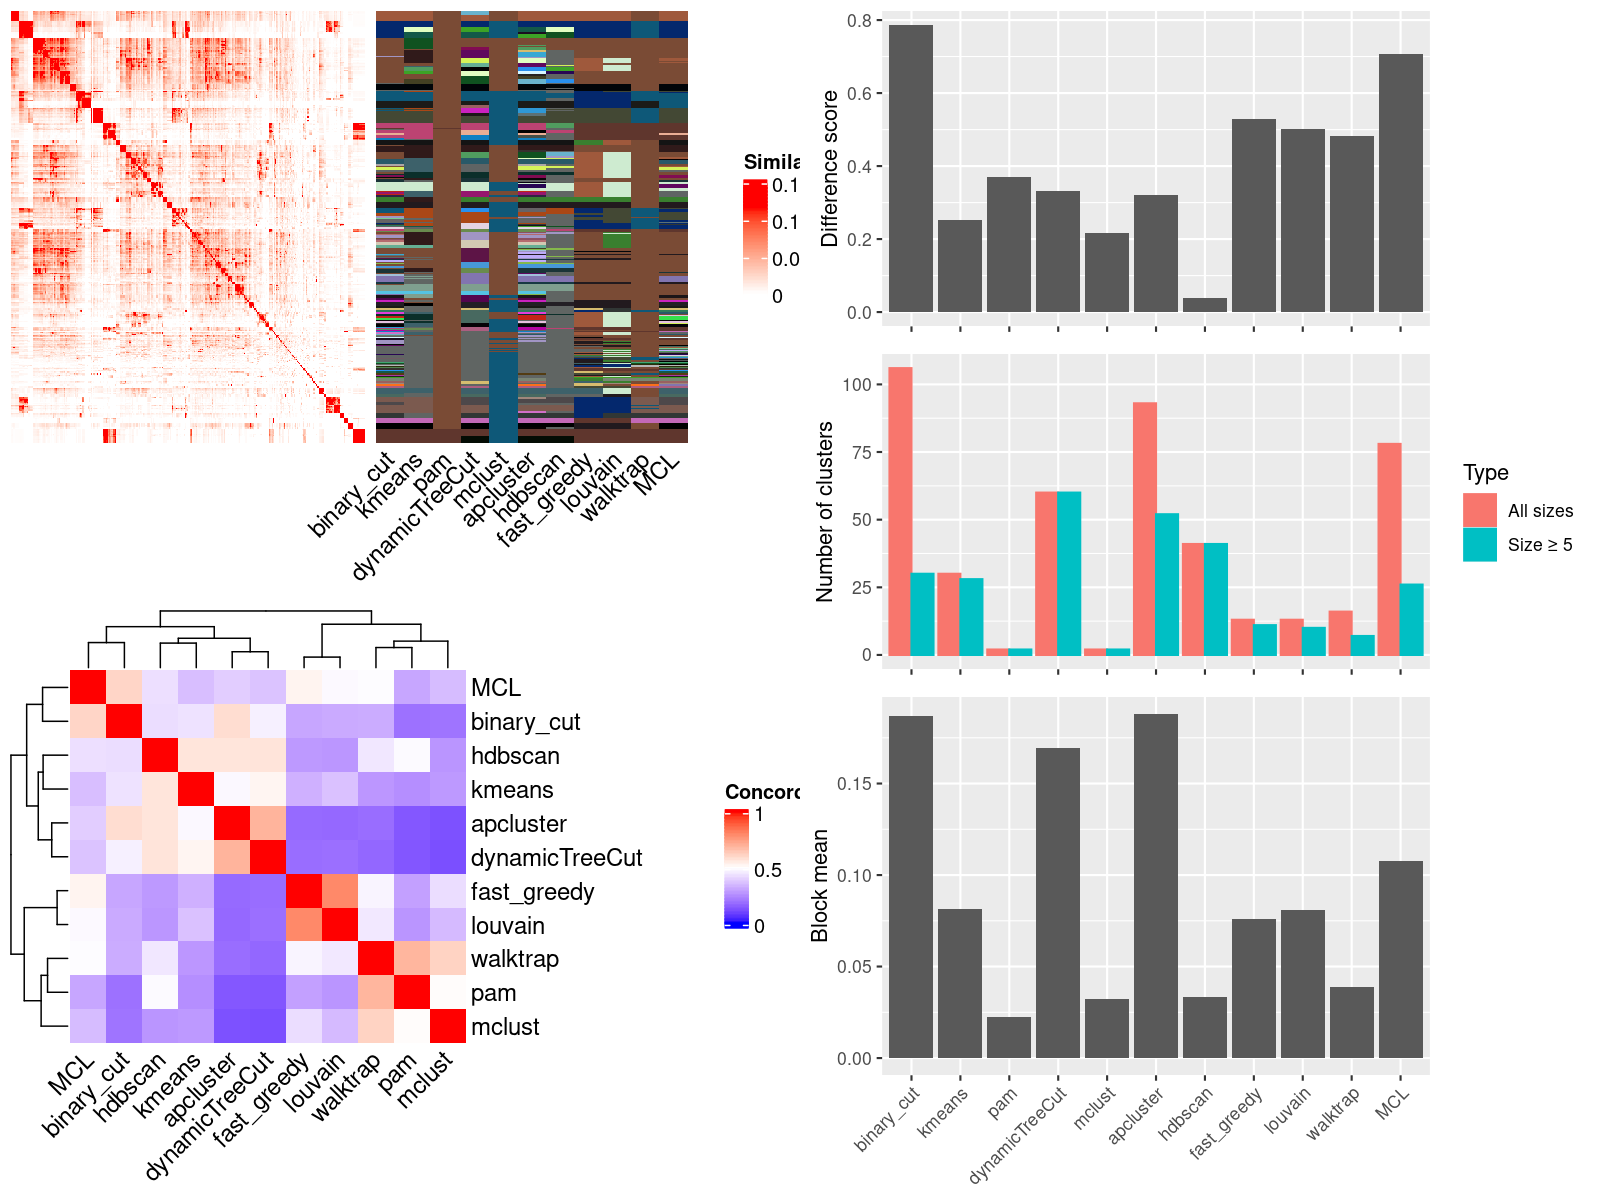 Simila
0.1
0.1
0.0
0
binary_cut
kmeans
pam
dynamicTreeCut
mclust
apcluster
hdbscan
fast_greedy
louvain
walktrap
MCL
MCL
binary_cut
hdbscan
kmeans
apcluster
dynamicTreeCut
fast_greedy
louvain
walktrap
pam
mclust
MCL
binary_cut
hdbscan
kmeans
apcluster
dynamicTreeCut
fast_greedy
louvain
walktrap
pam
mclust
Concord
1
0.5
0
Difference score
0.8
0.6
0.4
0.2
0.0
Number of clusters
100
75
50
25
0
Type
All sizes
Size ≥ 5
Block mean
0.15
0.10
0.05
0.00
binary_cut
kmeans
pam
dynamicTreeCut
mclust
apcluster
hdbscan
fast_greedy
louvain
walktrap
MCL